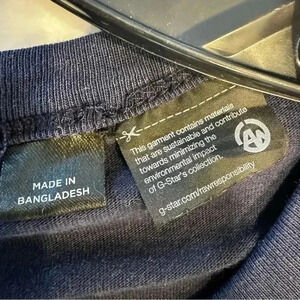 MADE IN
BANGLADESH
This garment contains materials
that are sustainable and contribute
towards minimizing the
environmental impact
of G-Star's collection.
g-star.com/rawresponsibility